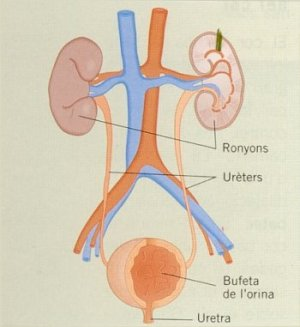 Ronyons
Urèters
Bufeta
de l'orina
Uretra